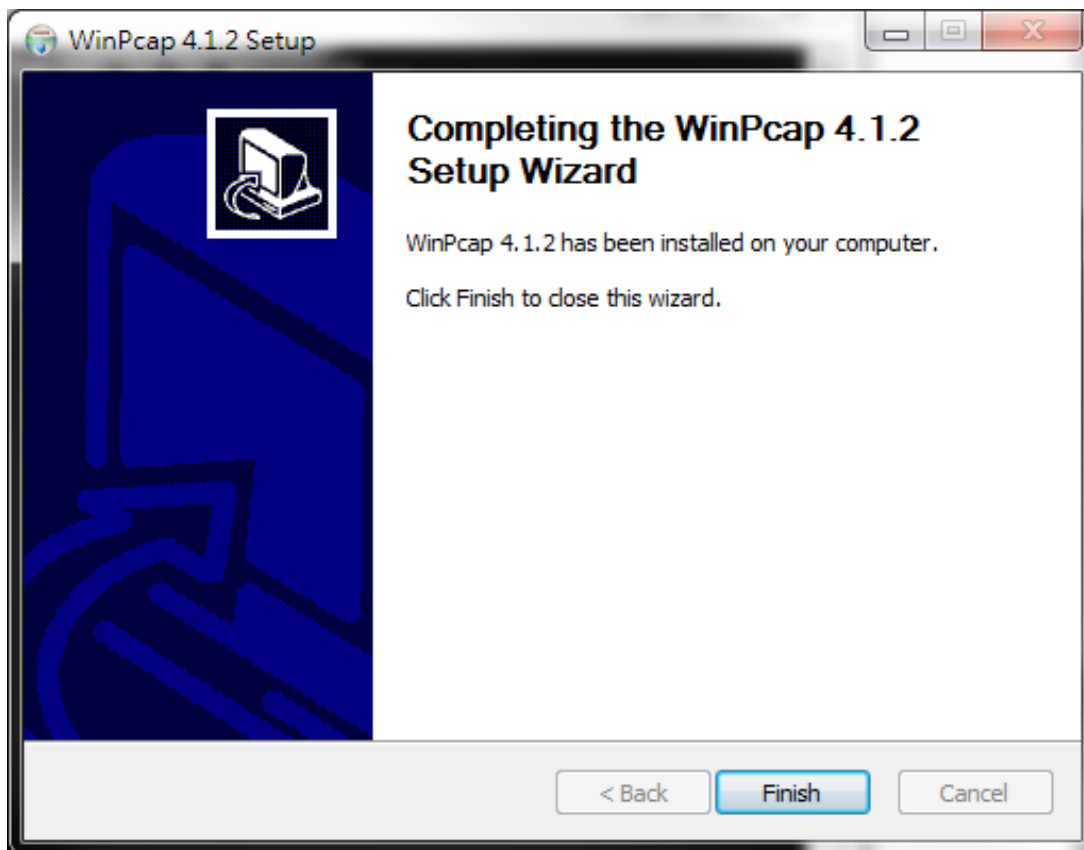 WinPcap 4.1.2 Setup
Completing the WinPcap 4.1.2
Setup Wizard
WinPcap 4.1.2 has been installed on your computer.
Click Finish to close this wizard.
< Back
Finish
Cancel